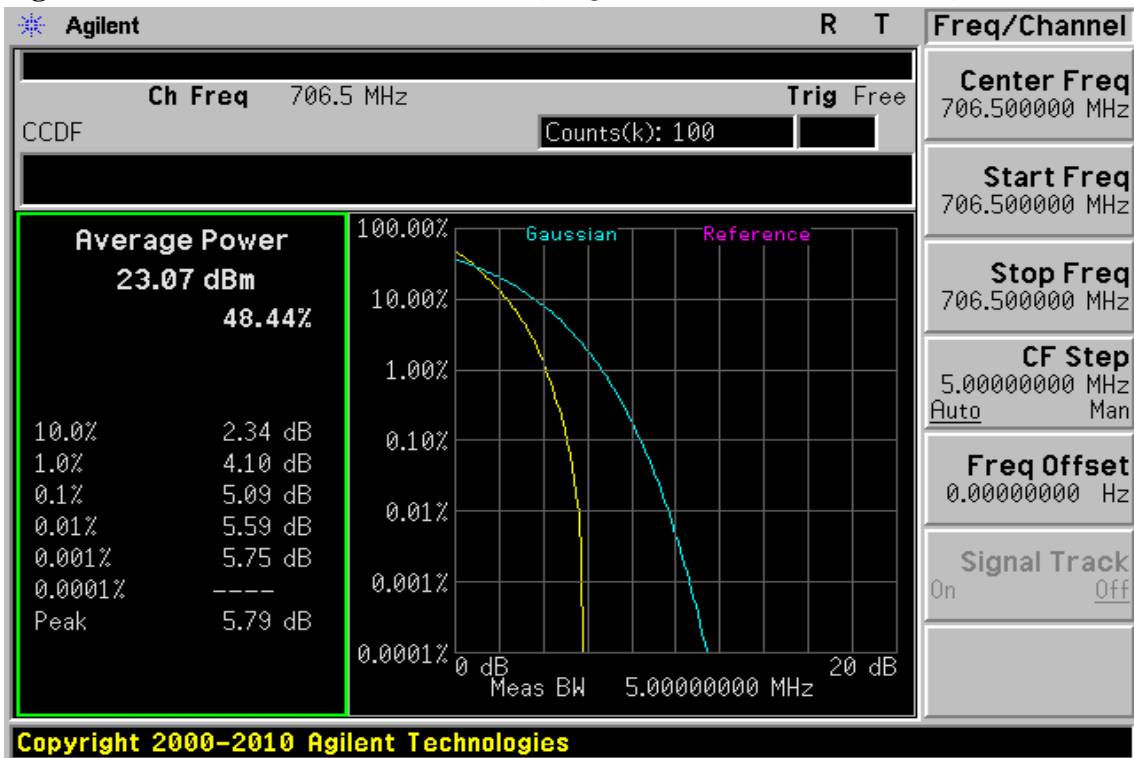 Agilent R T
Freq/Channel
Ch Freq 706.5 MHz Trig Free
CCDF Counts(k): 100
Average Power
23.07 dBm
48.44%
10.0% 2.34 dB
1.0% 4.10 dB
0.1% 5.09 dB
0.01% 5.59 dB
0.001% 5.75 dB
0.0001% ----
Peak 5.79 dB
Gaussian Reference
100.00%
10.00%
1.00%
0.10%
0.01%
0.001%
0.0001%
0 dB 20 dB
Meas BW 5.00000000 MHz
Center Freq
706.500000 MHz
Start Freq
706.500000 MHz
Stop Freq
706.500000 MHz
CF Step
5.00000000 MHz
Auto Man
Freq Offset
0.00000000 Hz
Signal Track
On Off
Copyright 2000-2010 Agilent Technologies